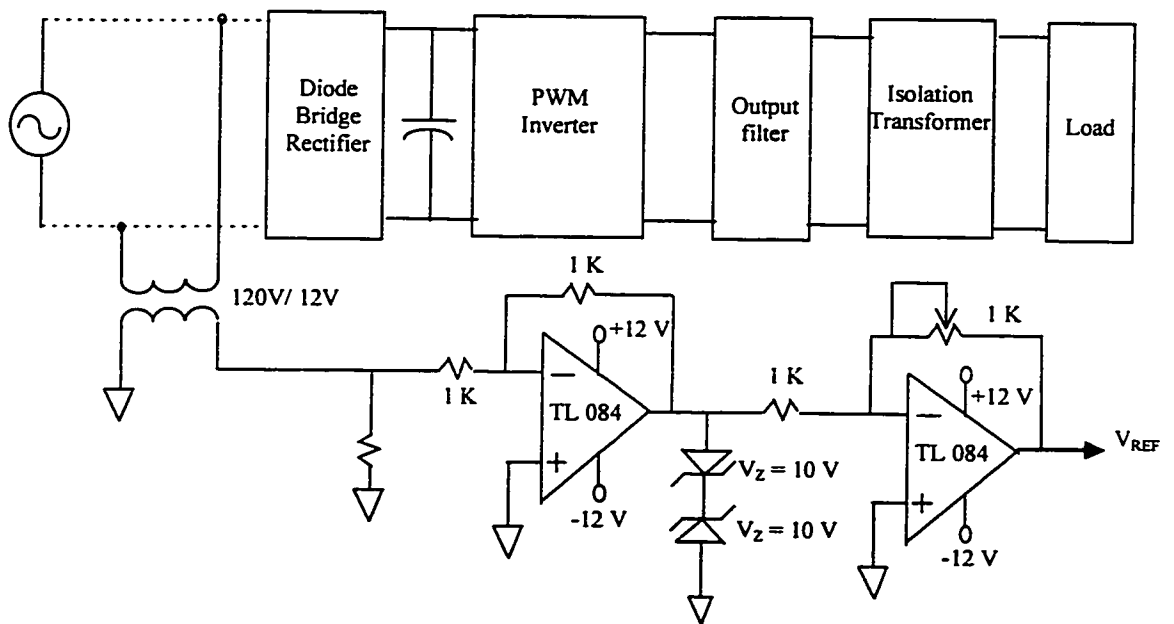 Diode
Bridge
Rectifier
PWM
Inverter
Output
filter
Isolation
Transformer
Load
120V/ 12V
1 K
1 K
+12 V
TL 084
-12 V
V_Z = 10 V
V_Z = 10 V
1 K
1 K
+12 V
TL 084
-12 V
V_REF